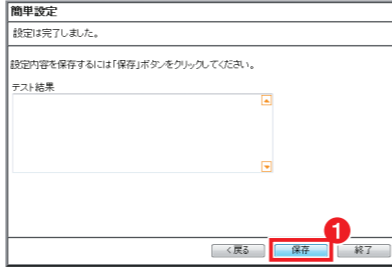 簡単設定
設定は完了しました。
設定内容を保存するには「保存」ボタンをクリックしてください。
テスト結果
1
<戻る 保存 終了